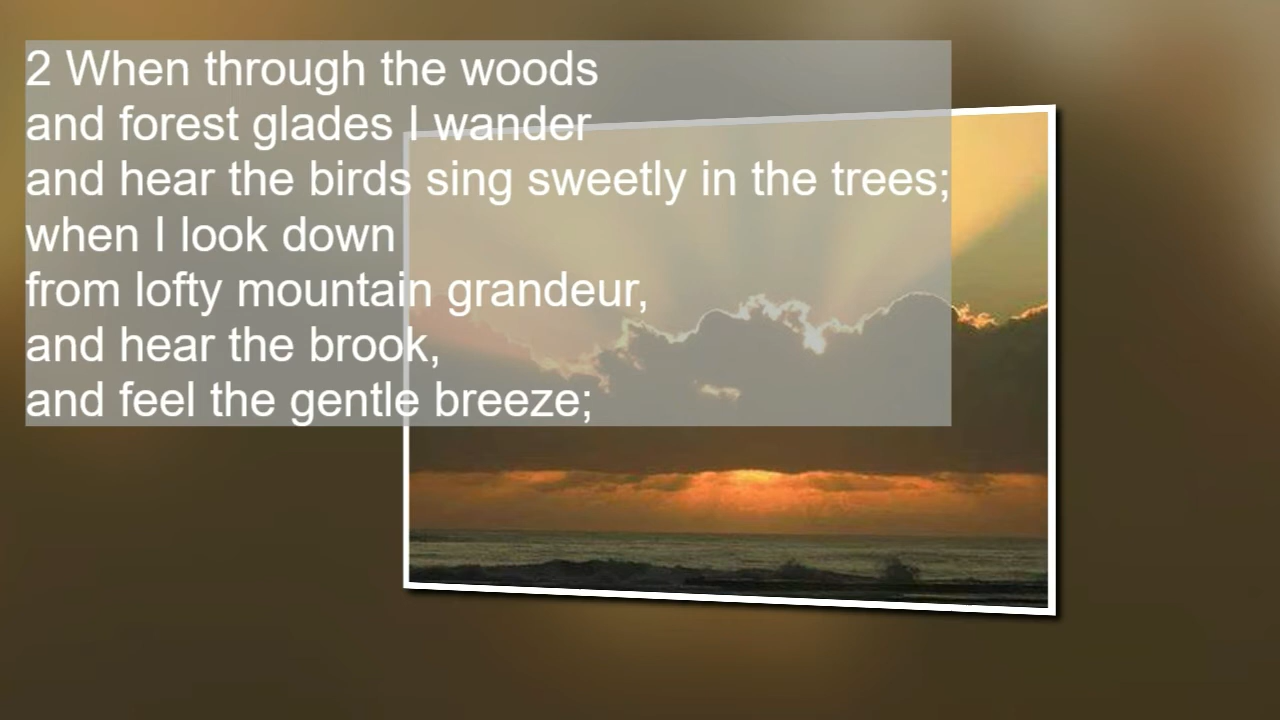 2 When through the woods
and forest glades I wander
and hear the birds sing sweetly in the trees;
when I look down
from lofty mountain grandeur,
and hear the brook,
and feel the gentle breeze;